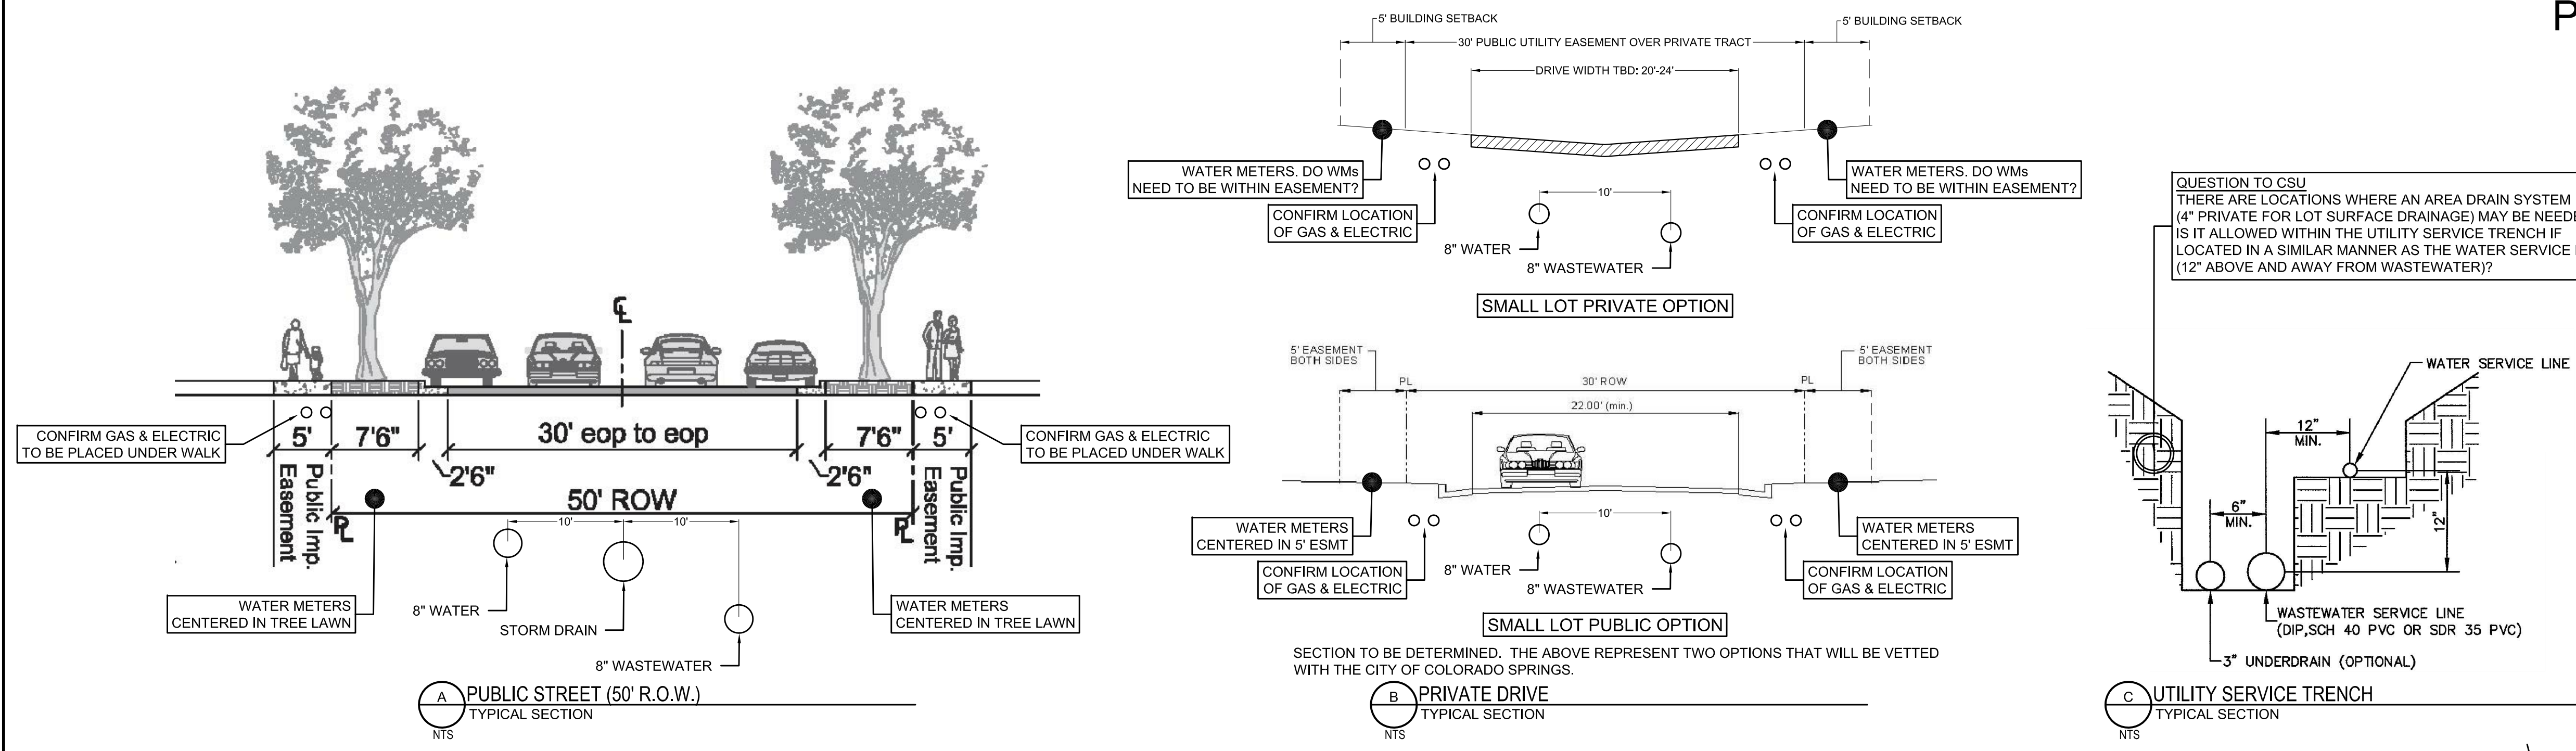 P
5' BUILDING SETBACK
5' BUILDING SETBACK
30' PUBLIC UTILITY EASEMENT OVER PRIVATE TRACT
DRIVE WIDTH TBD: 20'-24'
WATER METERS. DO WMs
NEED TO BE WITHIN EASEMENT?
WATER METERS. DO WMs
NEED TO BE WITHIN EASEMENT?
CONFIRM LOCATION
OF GAS & ELECTRIC
CONFIRM LOCATION
OF GAS & ELECTRIC
10'
8" WATER
8" WASTEWATER
SMALL LOT PRIVATE OPTION
5' EASEMENT
BOTH SIDES
5' EASEMENT
BOTH SIDES
PL
30' ROW
PL
22.00' (min.)
WATER METERS
CENTERED IN 5' ESMT
WATER METERS
CENTERED IN 5' ESMT
CONFIRM LOCATION
OF GAS & ELECTRIC
CONFIRM LOCATION
OF GAS & ELECTRIC
10'
8" WATER
8" WASTEWATER
SMALL LOT PUBLIC OPTION
SECTION TO BE DETERMINED. THE ABOVE REPRESENT TWO OPTIONS THAT WILL BE VETTED
WITH THE CITY OF COLORADO SPRINGS.
B
PRIVATE DRIVE
TYPICAL SECTION
NTS
CL
CONFIRM GAS & ELECTRIC
TO BE PLACED UNDER WALK
CONFIRM GAS & ELECTRIC
TO BE PLACED UNDER WALK
5'
7'6"
30' eop to eop
7'6"
5'
2'6"
2'6"
Public Imp.
Easement
Public Imp.
Easement
50' ROW
PL
PL
10'
10'
WATER METERS
CENTERED IN TREE LAWN
WATER METERS
CENTERED IN TREE LAWN
8" WATER
STORM DRAIN
8" WASTEWATER
A
PUBLIC STREET (50' R.O.W.)
TYPICAL SECTION
NTS
QUESTION TO CSU
THERE ARE LOCATIONS WHERE AN AREA DRAIN SYSTEM
(4" PRIVATE FOR LOT SURFACE DRAINAGE) MAY BE
IS IT ALLOWED WITHIN THE UTILITY SERVICE TRENCH IF
LOCATED IN A SIMILAR MANNER AS THE WATER SERVICE
(12" ABOVE AND AWAY FROM WASTEWATER)?
WATER SERVICE LINE
12"
MIN.
6"
MIN.
12"
WASTEWATER SERVICE LINE
(DIP,SCH 40 PVC OR SDR 35 PVC)
3" UNDERDRAIN (OPTIONAL)
C
UTILITY SERVICE TRENCH
TYPICAL SECTION
NTS